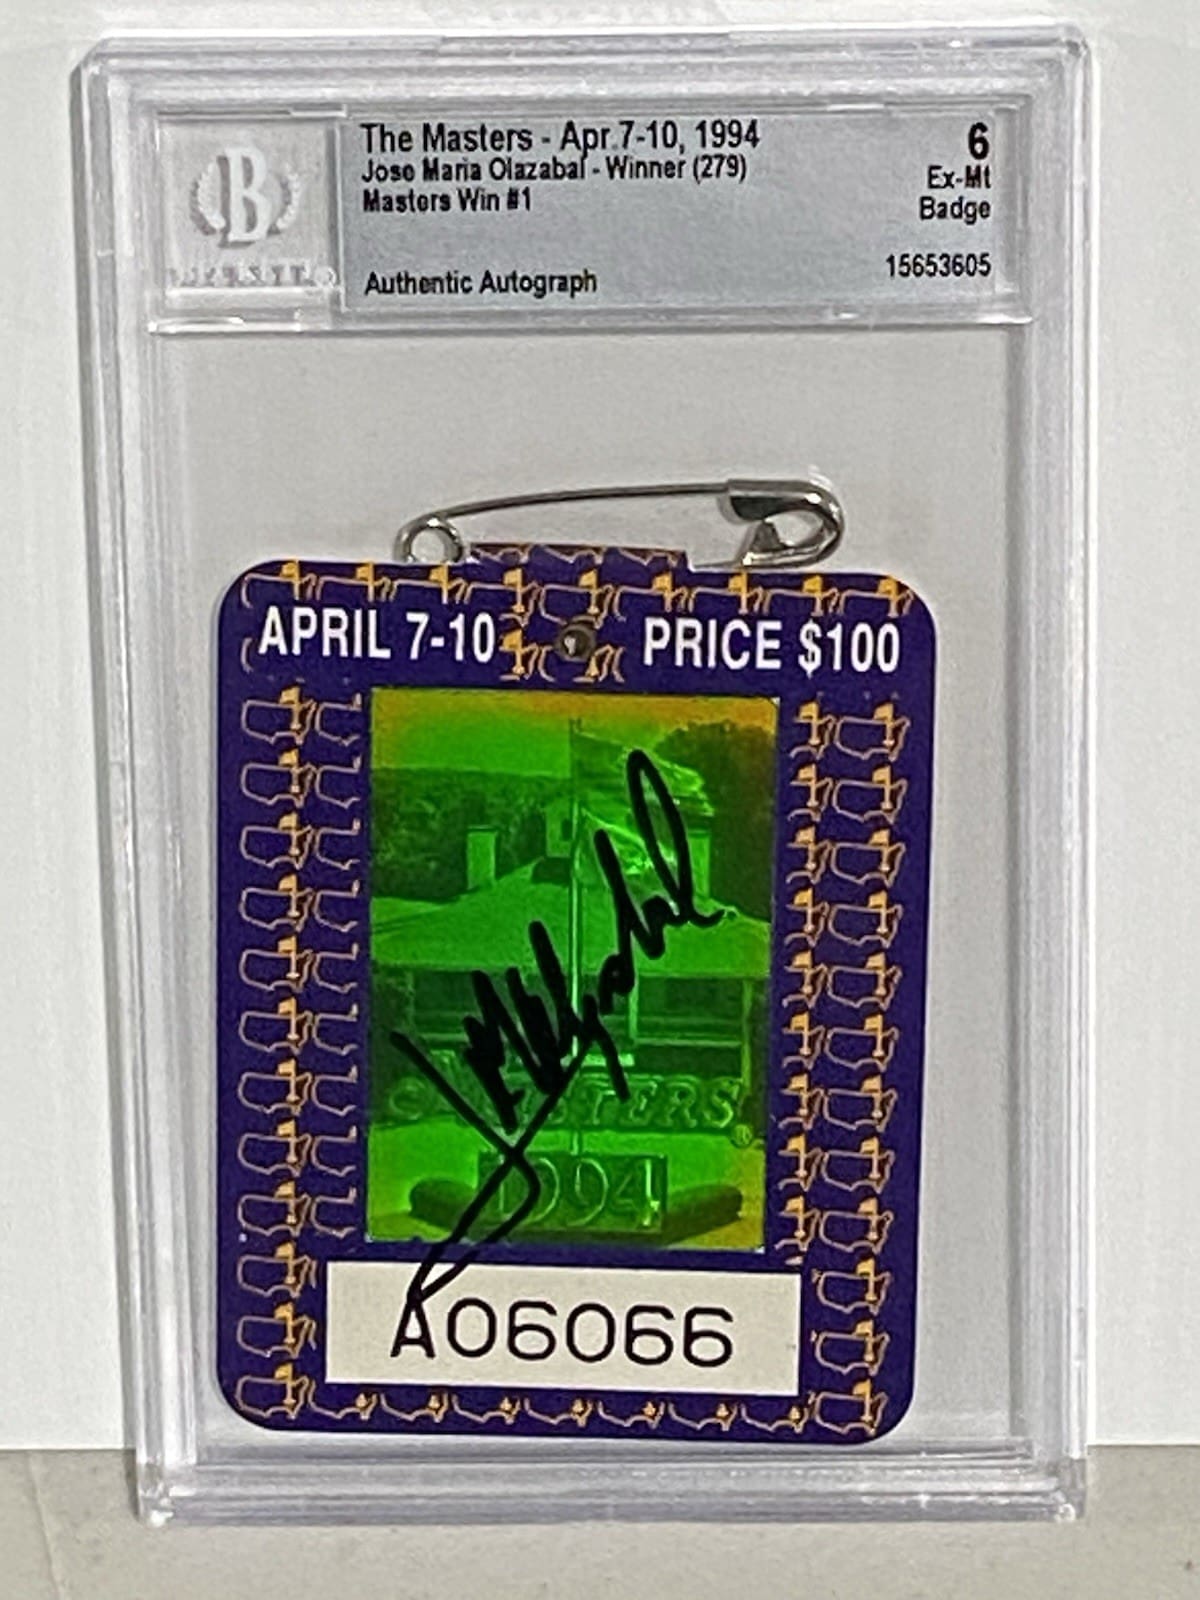 The Masters - Apr.7-10, 1994
Jose Maria Olazabal - Winner (279)
Masters Win #1
Authentic Autograph
6
Ex-Mt
Badge
15653605
B
APRIL 7-10 PRICE $100
MASTERS®
1994
A06066